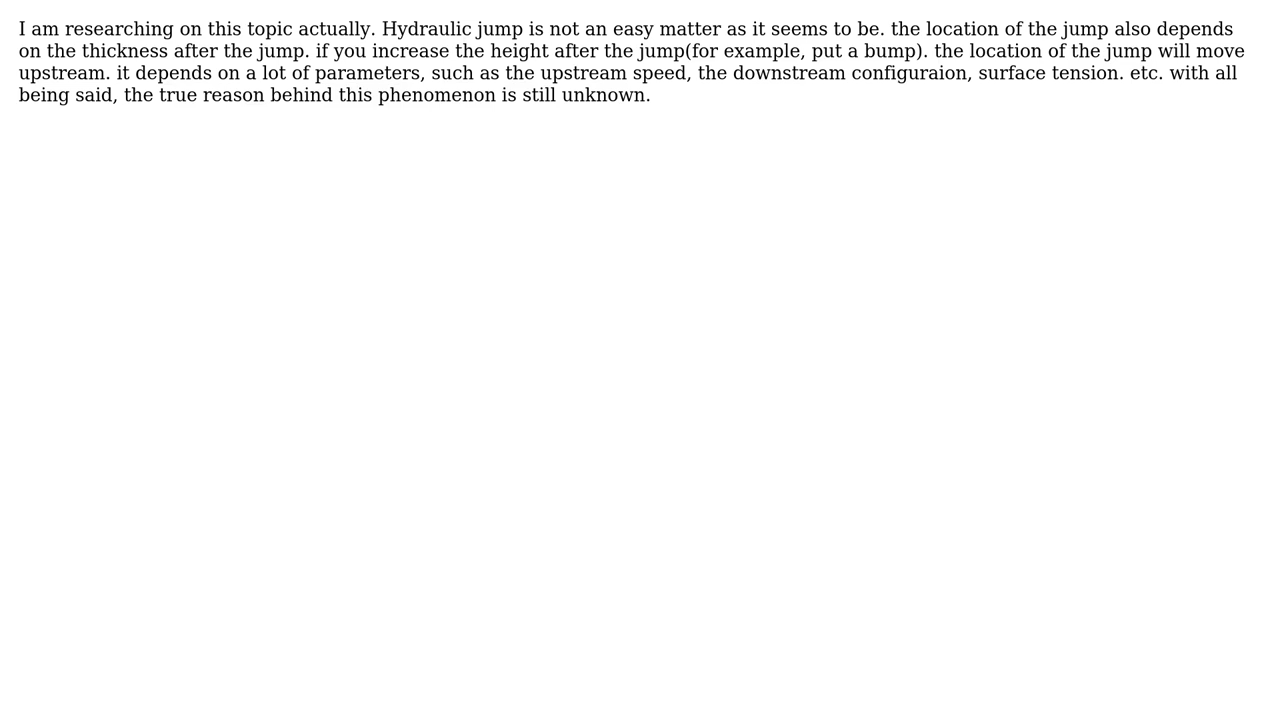 I am researching on this topic actually. Hydraulic jump is not an easy matter as it seems to be. the location of the jump also depends
on the thickness after the jump. if you increase the height after the jump(for example, put a bump). the location of the jump will move
upstream. it depends on a lot of parameters, such as the upstream speed, the downstream configuraion, surface tension. etc. with all
being said, the true reason behind this phenomenon is still unknown.